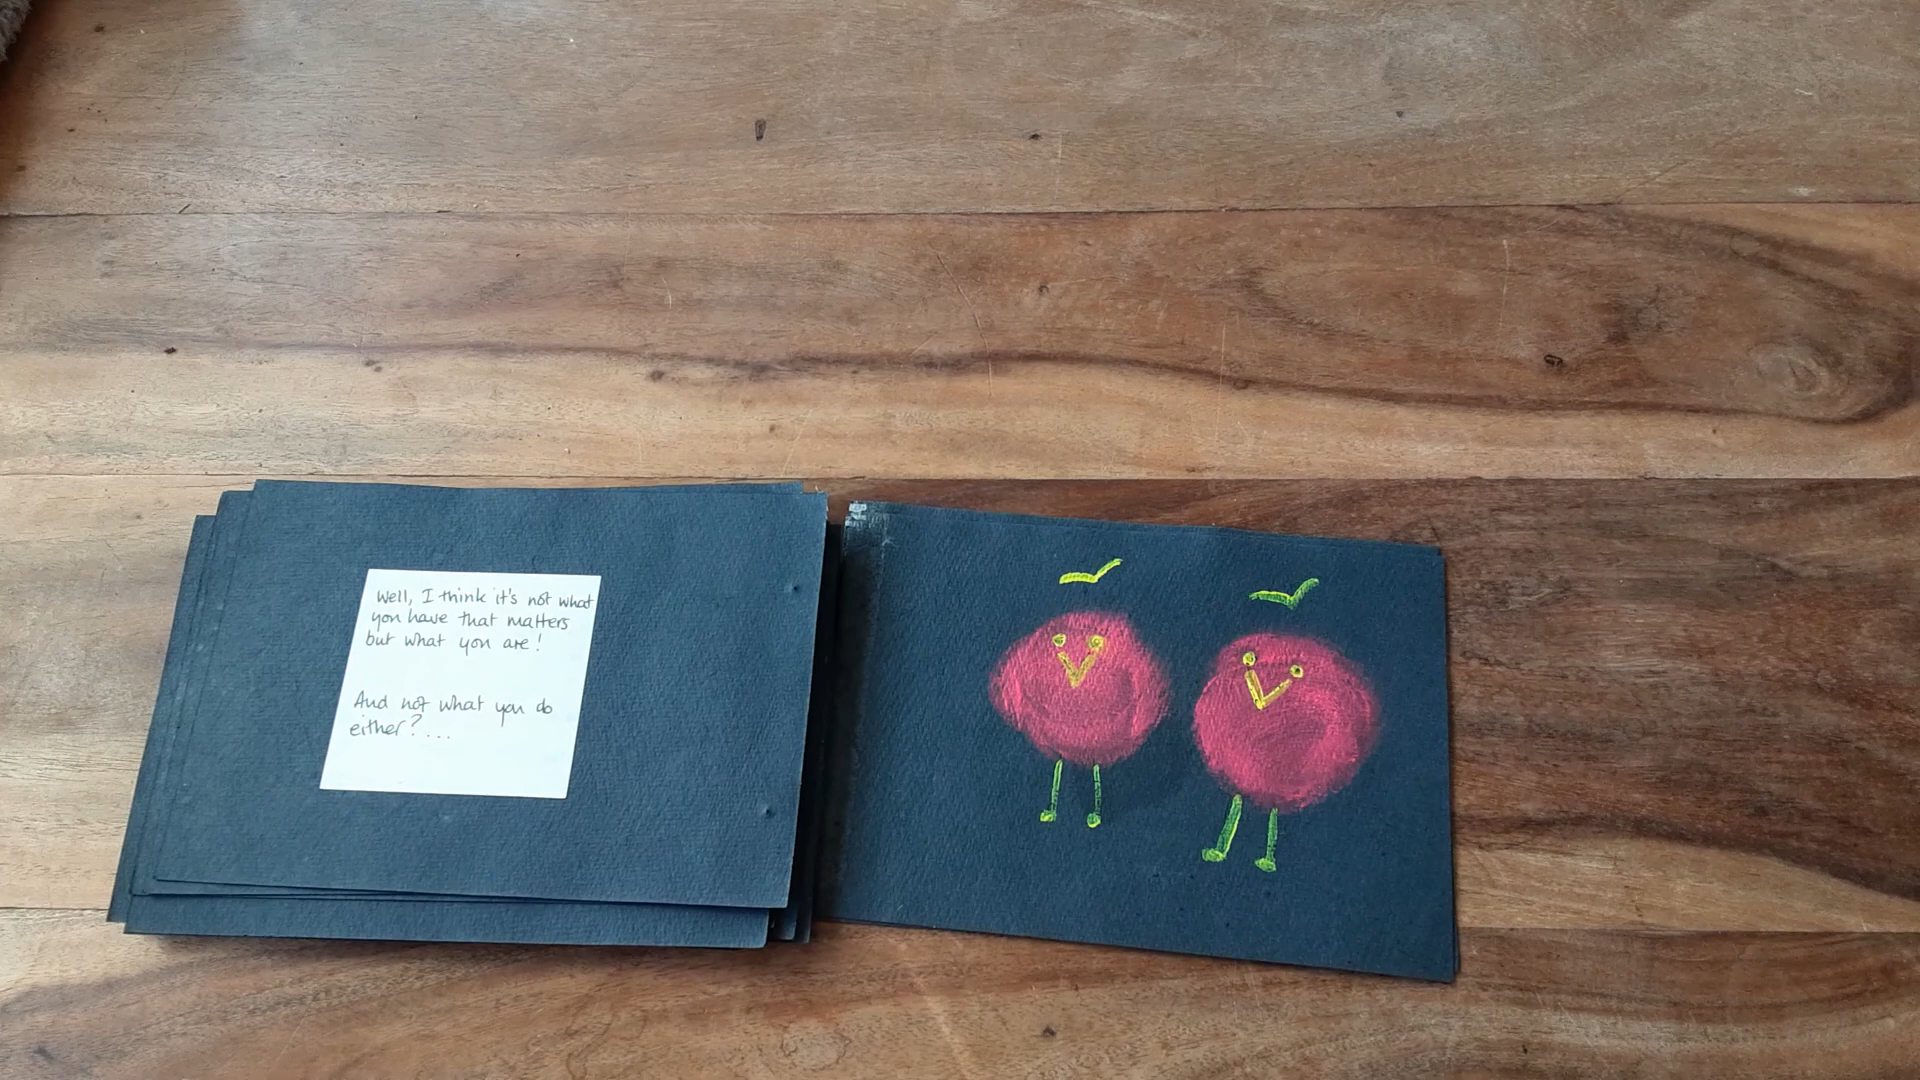 Well, I think it's not what
you have that matters
but what you are!
And not what you do
either?...